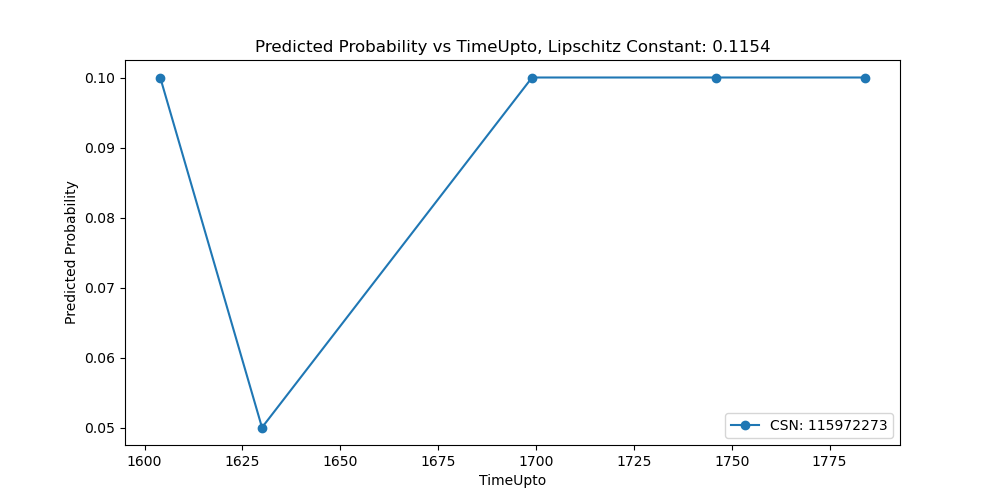 Predicted Probability vs TimeUpto, Lipschitz Constant: 0.1154
Predicted Probability
0.10
0.09
0.08
0.07
0.06
0.05
CSN: 115972273
1600 1625 1650 1675 1700 1725 1750 1775
TimeUpto